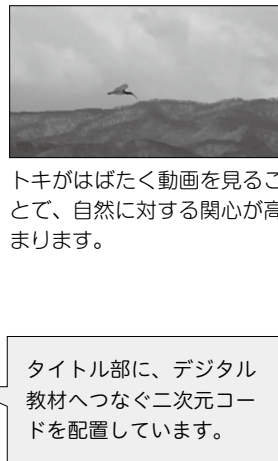 トキがはばたく動画を見るこ
とで、自然に対する関心が高
まります。
タイトル部に、デジタル
教材へつなぐ二次元コー
ドを配置しています。